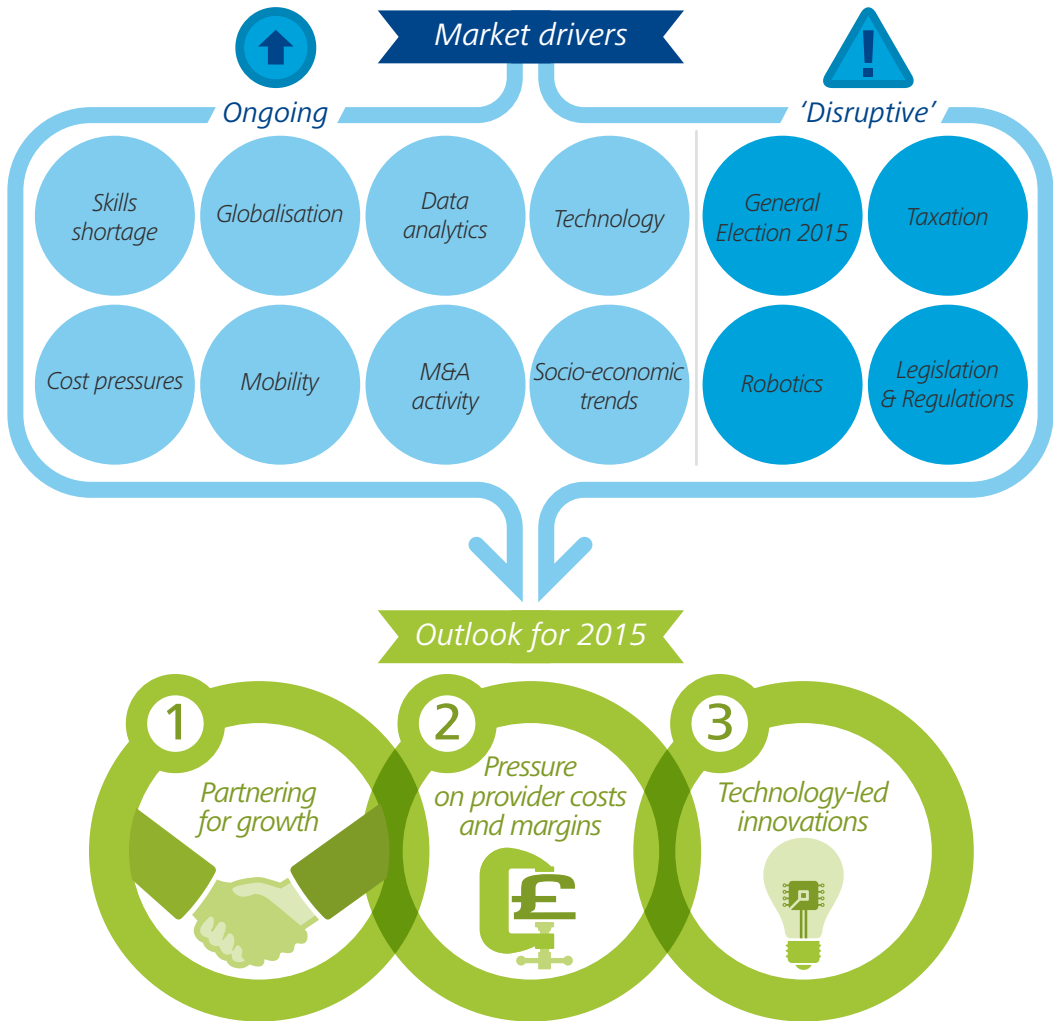 Market drivers
Ongoing
'Disruptive'
Skills
shortage
Globalisation
Data
analytics
Technology
General
Election 2015
Taxation
Cost pressures
Mobility
M&A
activity
Socio-economic
trends
Robotics
Legislation
& Regulations
Outlook for 2015
1
Partnering
for growth
2
Pressure
on provider costs
and margins
£
3
Technology-led
innovations